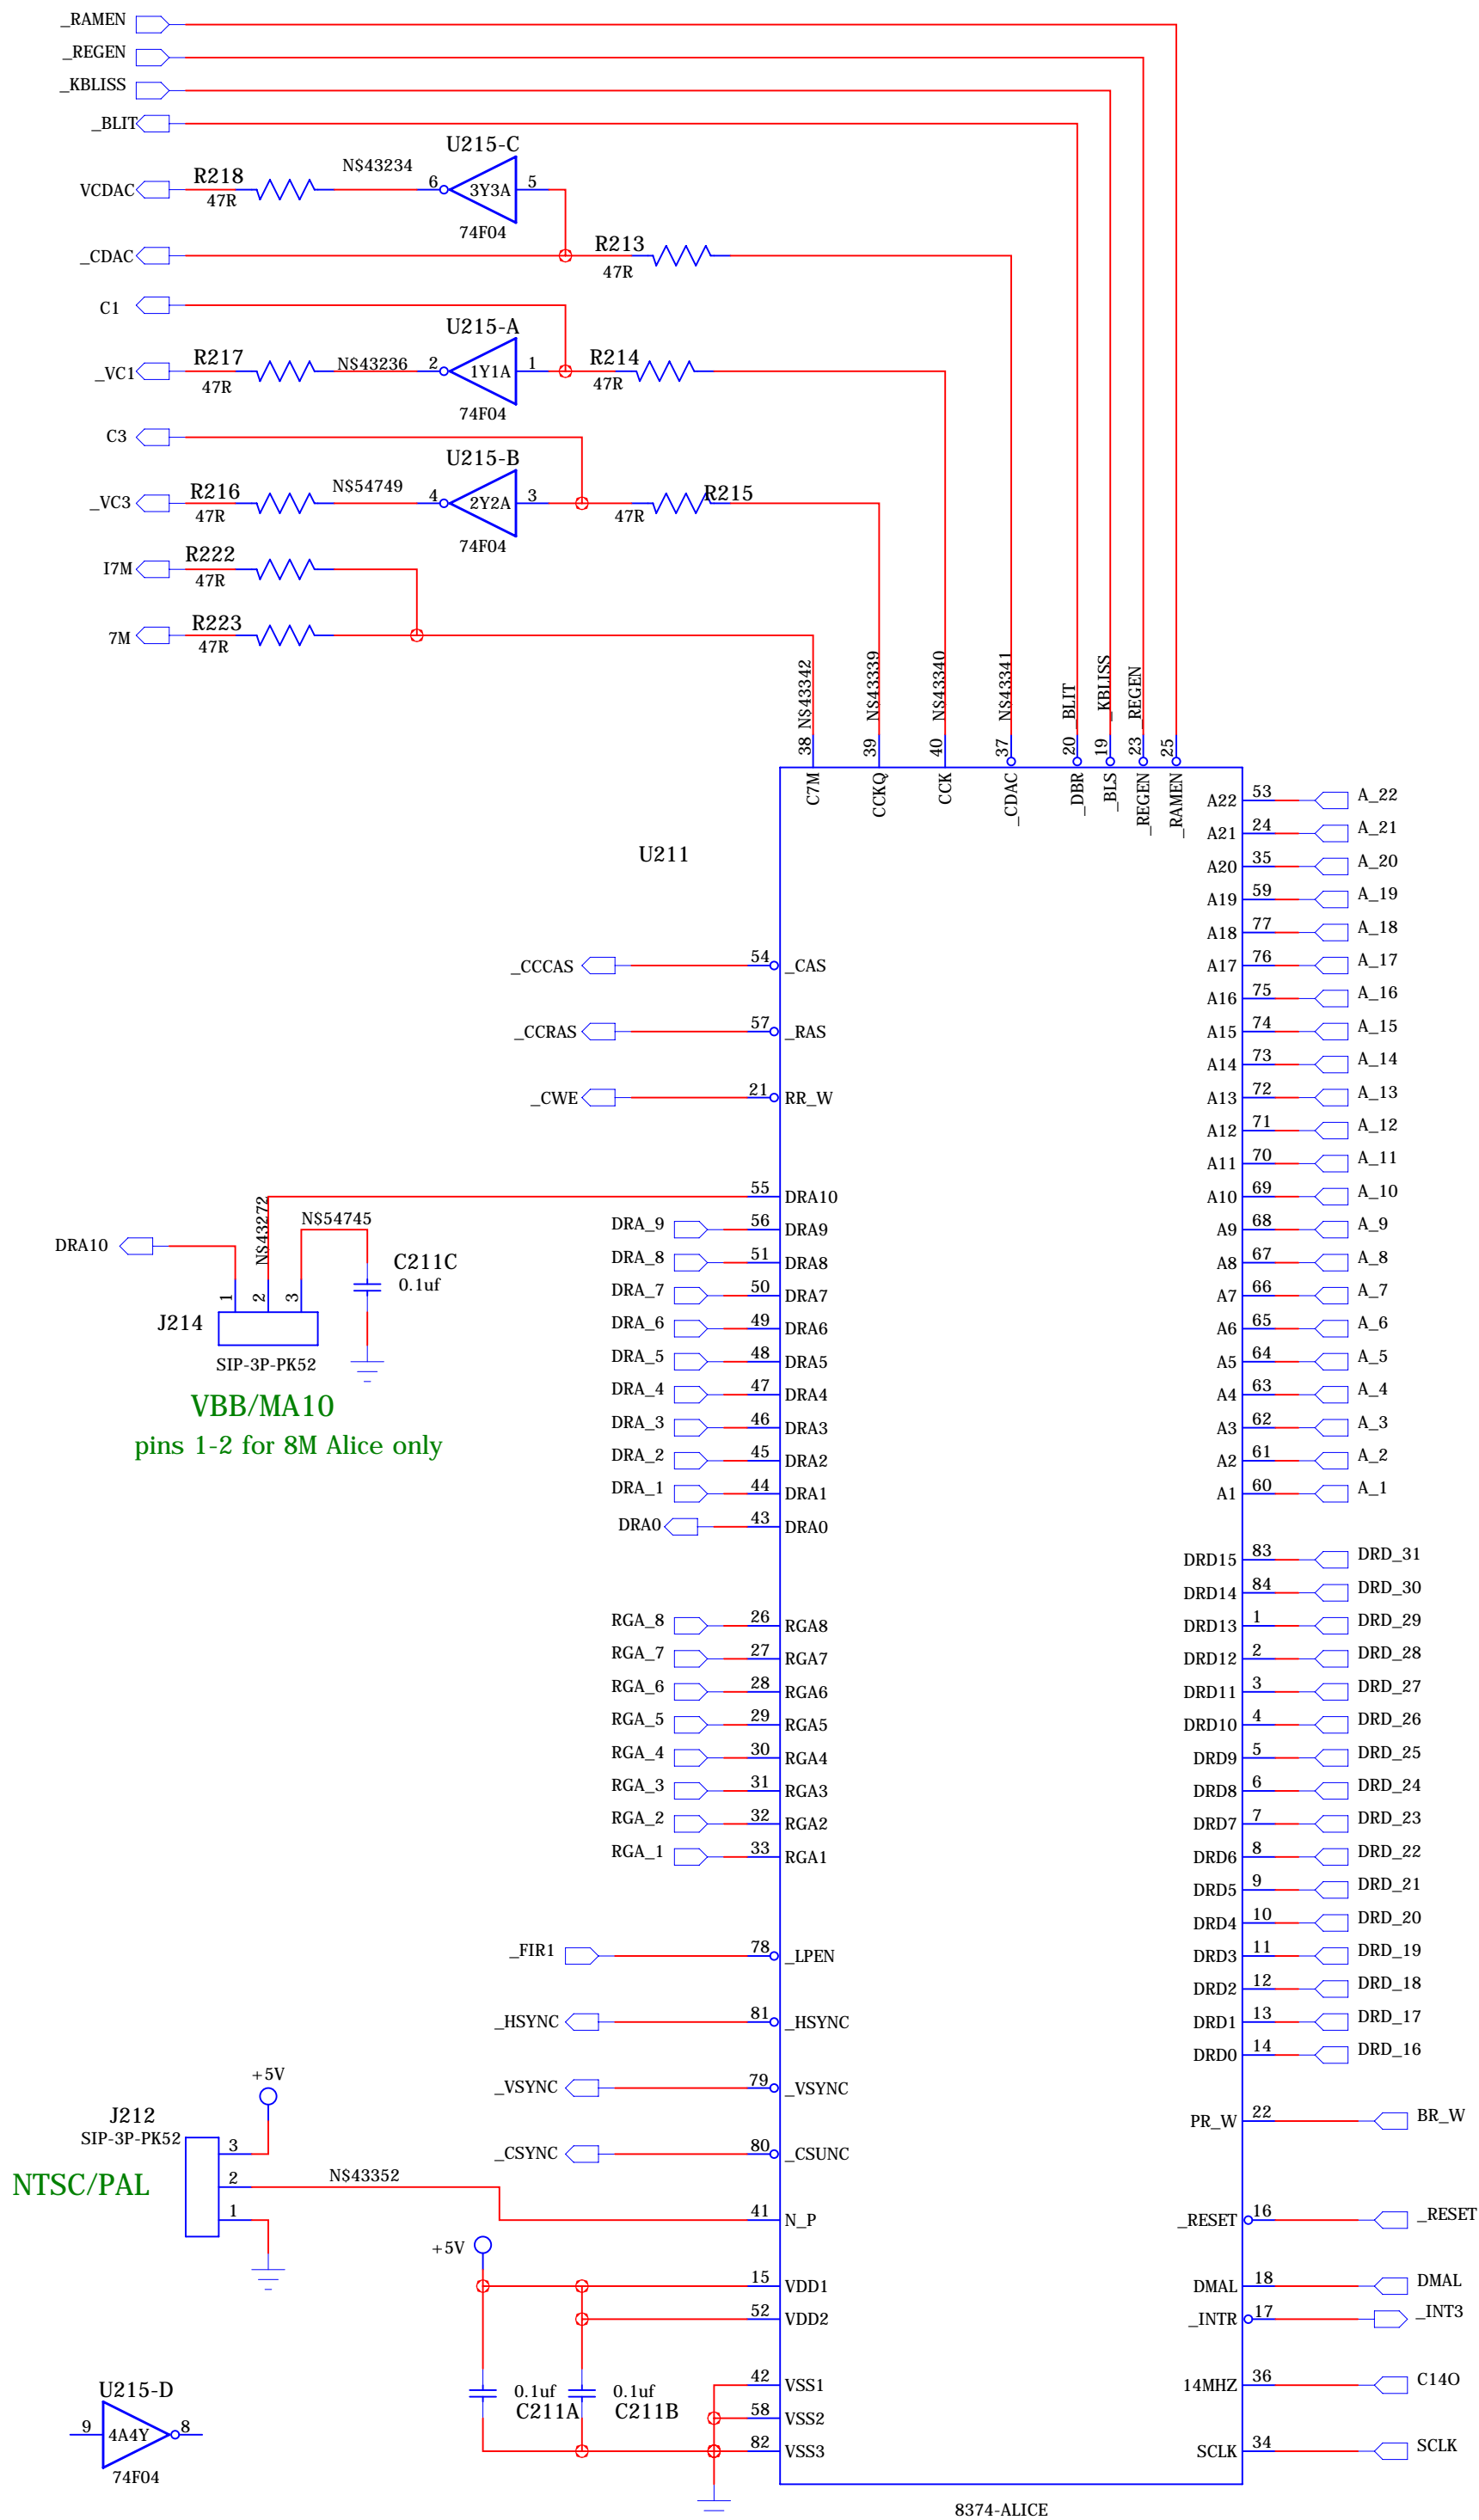 _RAMEN
_REGEN
_KBLISS
_BLIT
U215-C
VCDAC R218 47R N$43234 6 3Y3A 5
74F04
_CDAC R213 47R
C1
U215-A
_VC1 R217 47R N$43236 2 1Y1A 1 R214 47R
74F04
C3
U215-B
_VC3 R216 47R N$54749 4 2Y2A 3 47R R215
74F04
I7M R222 47R
7M R223 47R
38 N$43342
39 N$43339
40 N$43340
37 N$43341
20 _BLIT
19 _KBLISS
23 _REGEN
25
C7M CCKQ CCK _CDAC _DBR _BLS _REGEN _RAMEN
U211
A22 53 A_22
A21 24 A_21
A20 35 A_20
A19 59 A_19
A18 77 A_18
_CCCAS 54 _CAS A17 76 A_17
A16 75 A_16
_CCRAS 57 _RAS A15 74 A_15
A14 73 A_14
_CWE 21 RR_W A13 72 A_13
A12 71 A_12
A11 70 A_11
N$43272 55 DRA10 A10 69 A_10
N$54745 DRA_9 56 DRA9 A9 68 A_9
DRA10 C211C 0.1uf DRA_8 51 DRA8 A8 67 A_8
1 2 3 DRA_7 50 DRA7 A7 66 A_7
J214 DRA_6 49 DRA6 A6 65 A_6
SIP-3P-PK52 DRA_5 48 DRA5 A5 64 A_5
VBB/MA10 DRA_4 47 DRA4 A4 63 A_4
pins 1-2 for 8M Alice only DRA_3 46 DRA3 A3 62 A_3
DRA_2 45 DRA2 A2 61 A_2
DRA_1 44 DRA1 A1 60 A_1
DRA0 43 DRA0
DRD15 83 DRD_31
DRD14 84 DRD_30
RGA_8 26 RGA8 DRD13 1 DRD_29
RGA_7 27 RGA7 DRD12 2 DRD_28
RGA_6 28 RGA6 DRD11 3 DRD_27
RGA_5 29 RGA5 DRD10 4 DRD_26
RGA_4 30 RGA4 DRD9 5 DRD_25
RGA_3 31 RGA3 DRD8 6 DRD_24
RGA_2 32 RGA2 DRD7 7 DRD_23
RGA_1 33 RGA1 DRD6 8 DRD_22
DRD5 9 DRD_21
DRD4 10 DRD_20
_FIR1 78 _LPEN DRD3 11 DRD_19
DRD2 12 DRD_18
_HSYNC 81 _HSYNC DRD1 13 DRD_17
DRD0 14 DRD_16
+5V _VSYNC 79 _VSYNC
J212 PR_W 22 BR_W
SIP-3P-PK52 3 _CSYNC 80 _CSUNC
NTSC/PAL 2 N$43352
1 41 N_P _RESET 16 _RESET
+5V
15 VDD1 DMAL 18 DMAL
52 VDD2 _INTR 17 _INT3
U215-D 0.1uf C211A 0.1uf C211B 42 VSS1 14MHZ 36 C14O
9 4A4Y 8 58 VSS2
74F04 82 VSS3 SCLK 34 SCLK
8374-ALICE